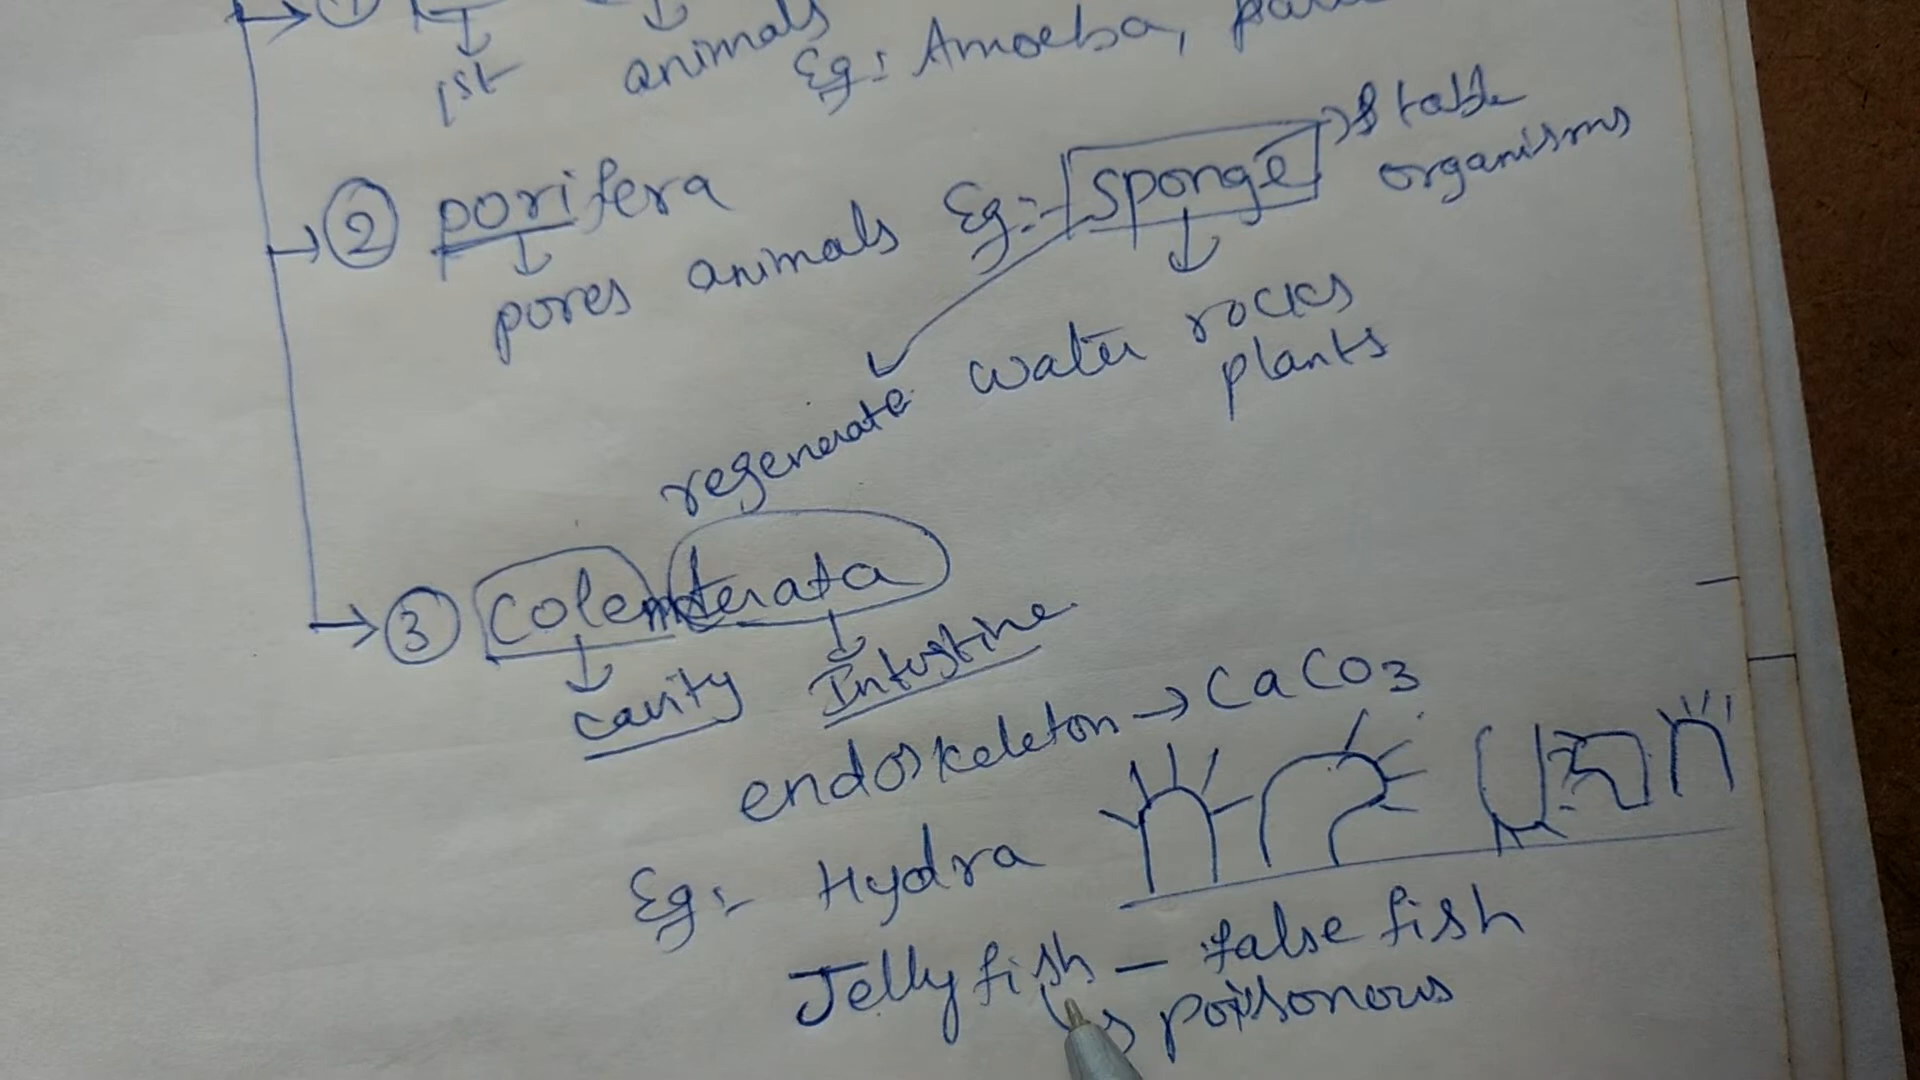 1
1st animals
Eg: Amoeba,
2 porifera
pores animals Eg:- sponge → stable organisms
regenerate water rocks
plants
3 Colenterata
cavity Intestine
endoskeleton → CaCO3
Eg:- Hydra
Jelly fish - false fish
→ poisonous